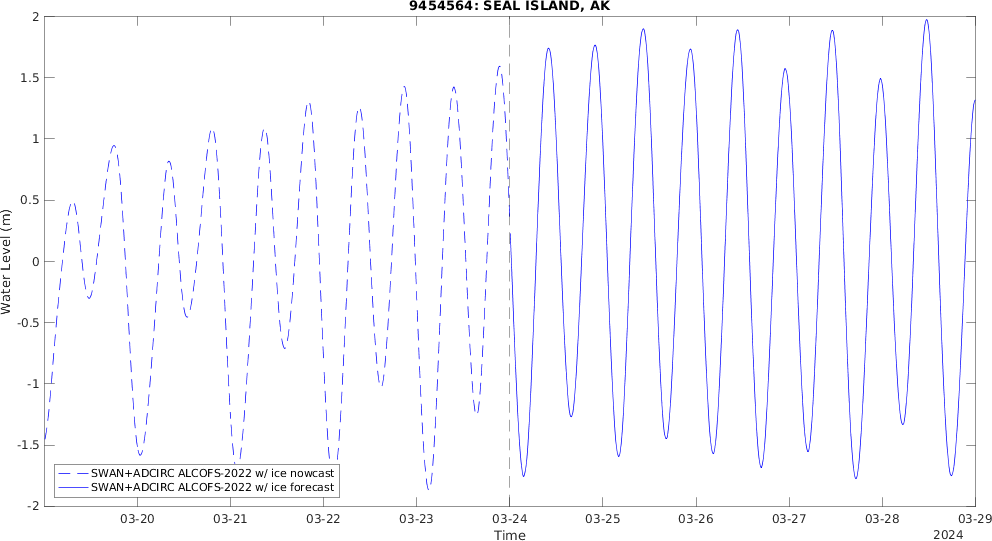 9454564: SEAL ISLAND, AK
2
1.5
1
0.5
0
-0.5
-1
-1.5
-2
Water Level (m)
SWAN+ADCIRC ALCOFS-2022 w/ ice nowcast
SWAN+ADCIRC ALCOFS-2022 w/ ice forecast
03-20 03-21 03-22 03-23 03-24 03-25 03-26 03-27 03-28 03-29
Time
2024